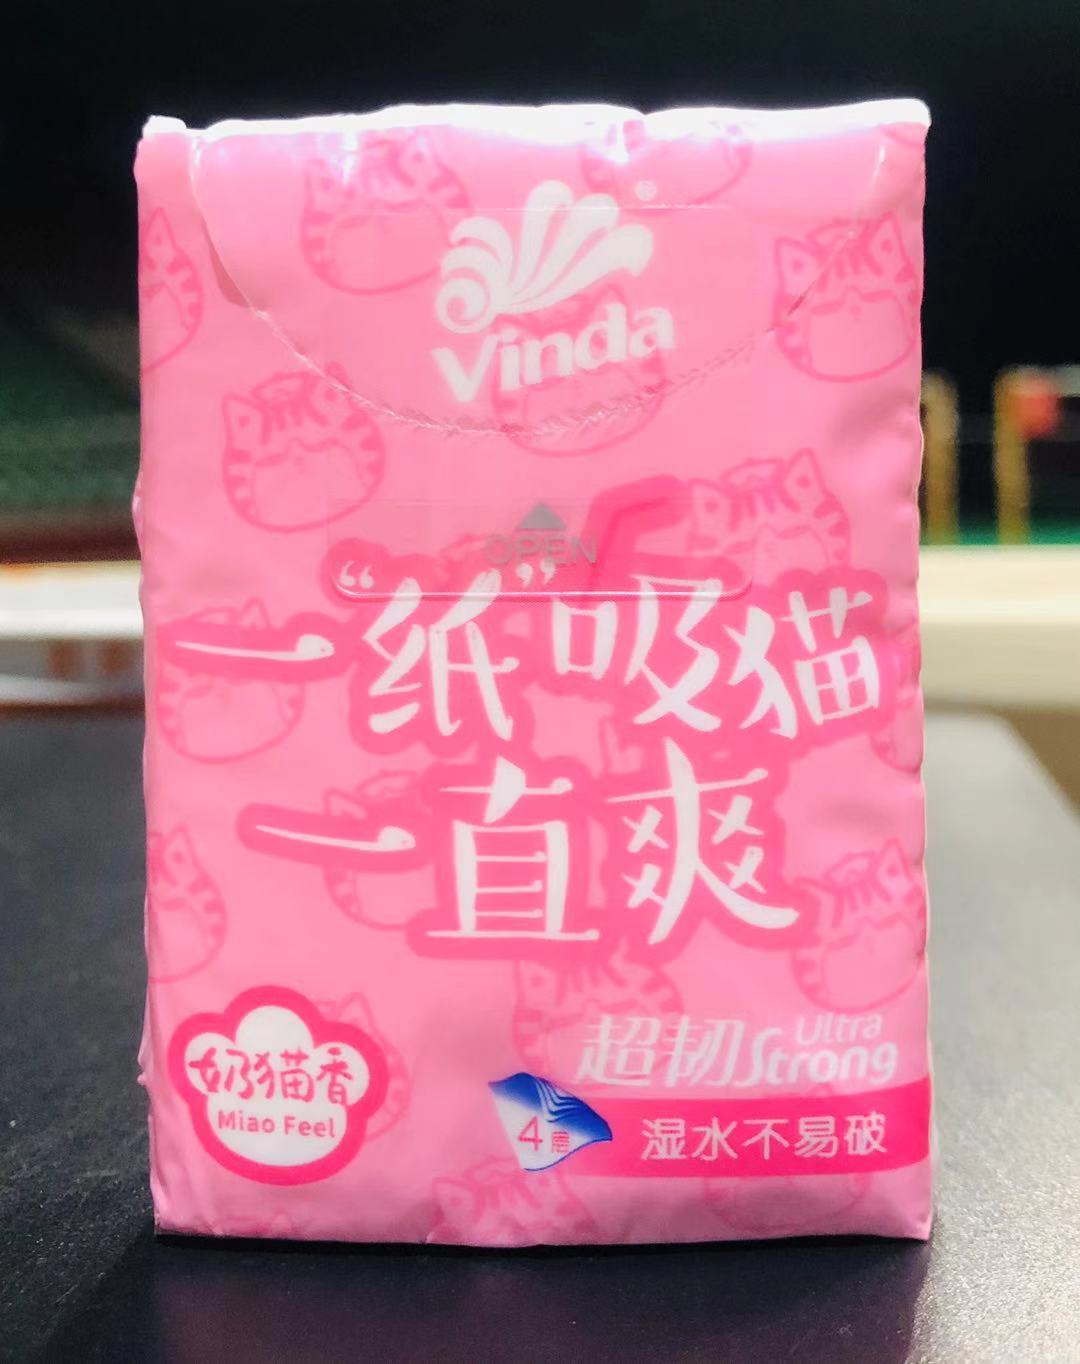 ®
Vinda
OPEN
一“纸”吸猫
一直爽
奶猫香
Miao Feel
超韧 Ultra Strong
4层
湿水不易破